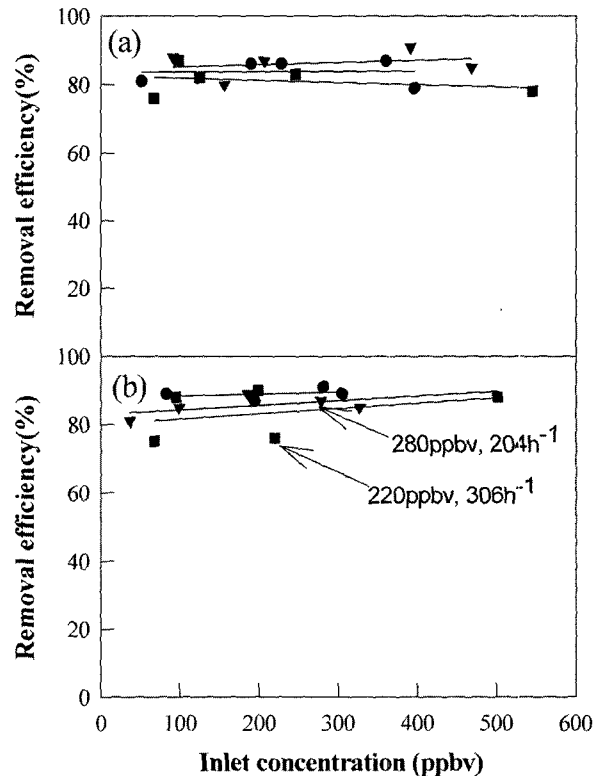 100
(a)
80
60
40
20
Removal efficiency(%)
100
(b)
80
60
40
20
0
Removal efficiency(%)
280ppbv, 204h-1
220ppbv, 306h-1
0 100 200 300 400 500 600
Inlet concentration (ppbv)